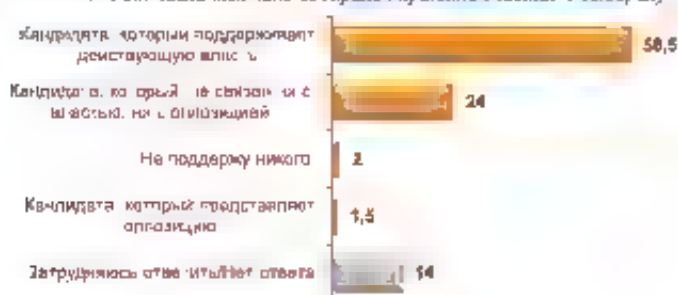 Кандидата, который поддерживает
58,5
действующую власть
Кандидата, который не связан ни с
24
властью, ни с оппозицией
Не поддержу никого
2
Кандидата, который представляет
1,5
оппозицию
Затрудняюсь ответить/Нет ответа
14